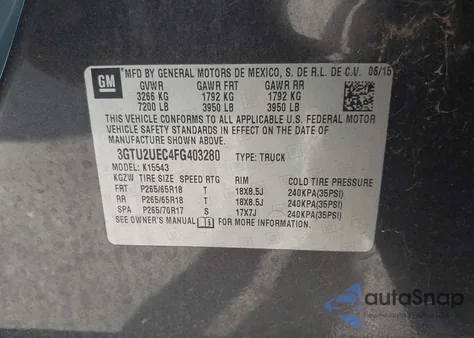 GM
MFD BY GENERAL MOTORS DE MEXICO, S. DE R.L. DE C.V. 06/15
GVWR GAWR FRT GAWR RR
3266 KG 1792 KG 1792 KG
7200 LB 3950 LB 3950 LB
THIS VEHICLE CONFORMS TO ALL APPLICABLE U.S.
FEDERAL MOTOR VEHICLE SAFETY AND THEFT PREVENTION
STANDARDS IN EFFECT ON THE DATE OF
MANUFACTURE SHOWN ABOVE.
3GTU2UEC4FG403280 TYPE: TRUCK
MODEL: K15543
KGZW TIRE SIZE SPEED RTG RIM COLD TIRE PRESSURE
FRT P265/65R18 T 18X8.5J 240KPA(35PSI)
RR P265/65R18 T 18X8.5J 240KPA(35PSI)
SPA P265/70R17 S 17X7J 240KPA(35PSI)
SEE OWNER'S MANUAL FOR MORE INFORMATION.
autoSnap